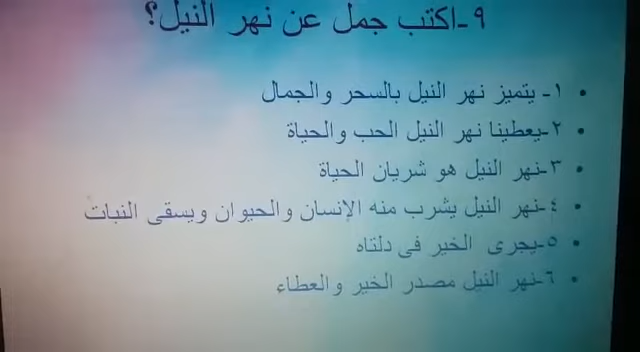 ٩-اكتب جمل عن نهر النيل؟
• ١- يتميز نهر النيل بالسحر والجمال
• ٢-يعطينا نهر النيل الحب والحياة
• ٣-نهر النيل هو شريان الحياة
• ٤-نهر النيل يشرب منه الإنسان والحيوان ويسقى النبات
• ٥-يجرى الخير فى دلتاه
• ٦-نهر النيل مصدر الخير والعطاء